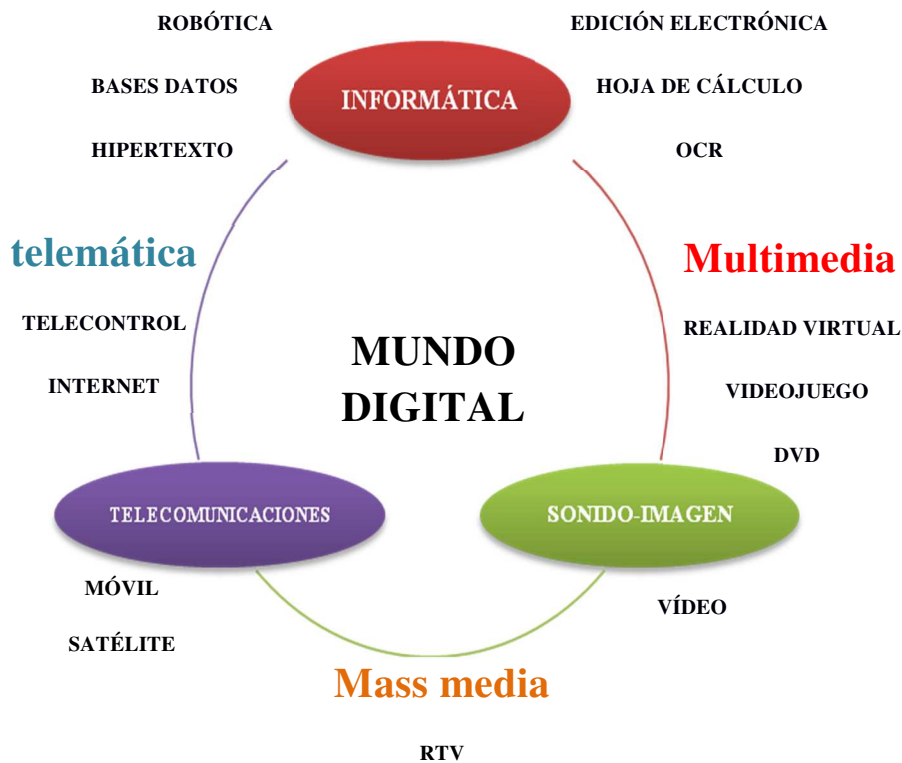 ROBÓTICA
EDICIÓN ELECTRÓNICA
BASES DATOS
INFORMÁTICA
HOJA DE CÁLCULO
HIPERTEXTO
OCR
telemática
Multimedia
TELECONTROL
REALIDAD VIRTUAL
MUNDO
DIGITAL
INTERNET
VIDEOJUEGO
DVD
TELECOMUNICACIONES
SONIDO-IMAGEN
MÓVIL
VÍDEO
SATÉLITE
Mass media
RTV